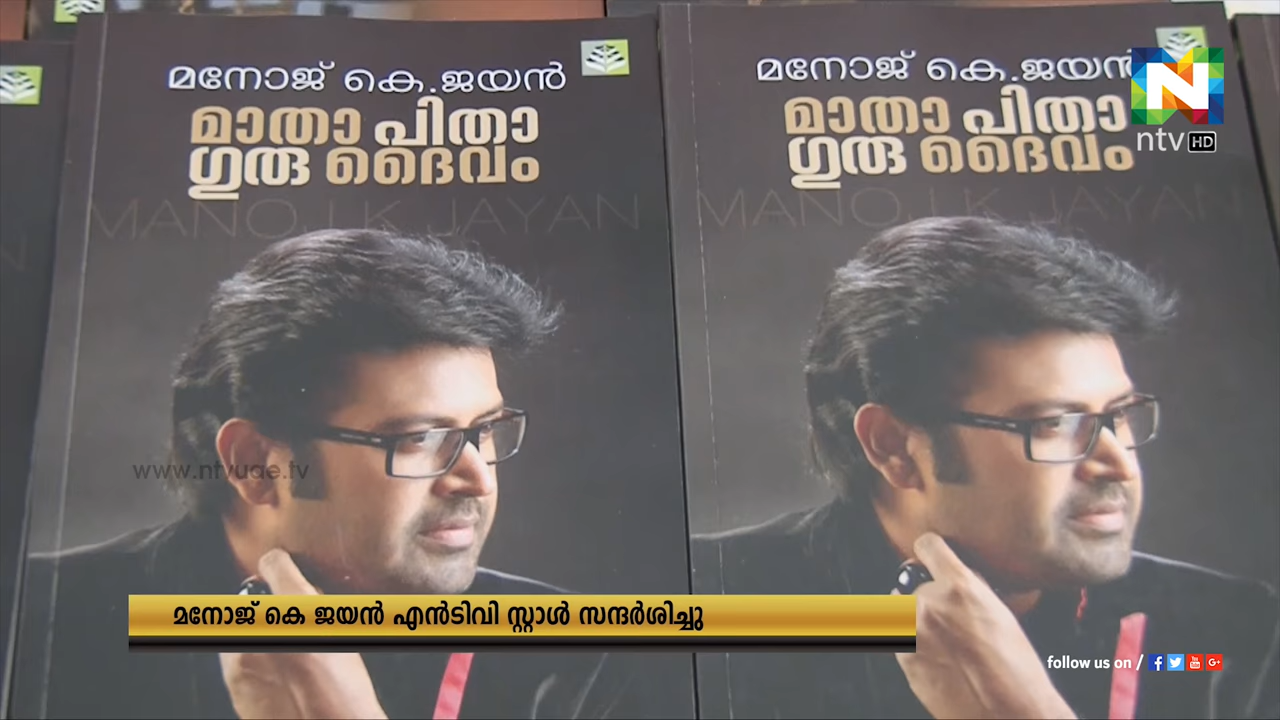 മനോജ് കെ.ജയൻ
മാതാ പിതാ
ഗുരു ദൈവം
MANOJ K JAYAN
മനോജ് കെ.ജയൻ
മാതാ പിതാ
ഗുരു ദൈവം
MANOJ K JAYAN
N
ntv HD
www.ntvuae.tv
മനോജ് കെ ജയൻ എൻടിവി സ്റ്റാൾ സന്ദർശിച്ചു
follow us on /